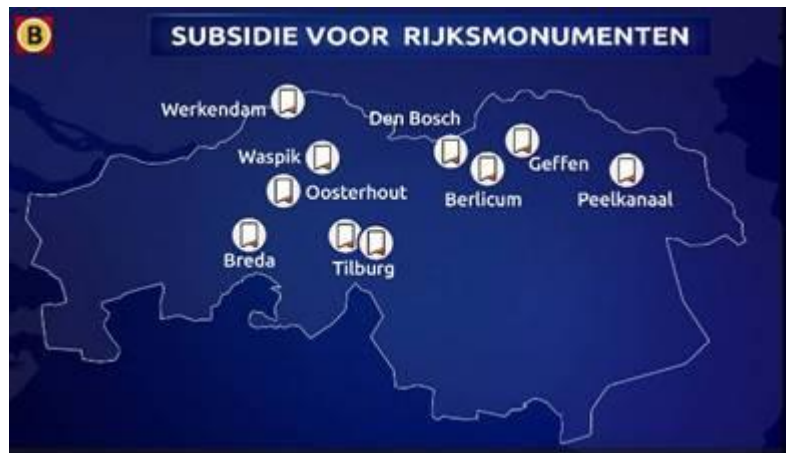 B
SUBSIDIE VOOR RIJKSMONUMENTEN
Werkendam
Den Bosch
Waspik
Geffen
Oosterhout
Berlicum
Peelkanaal
Breda
Tilburg